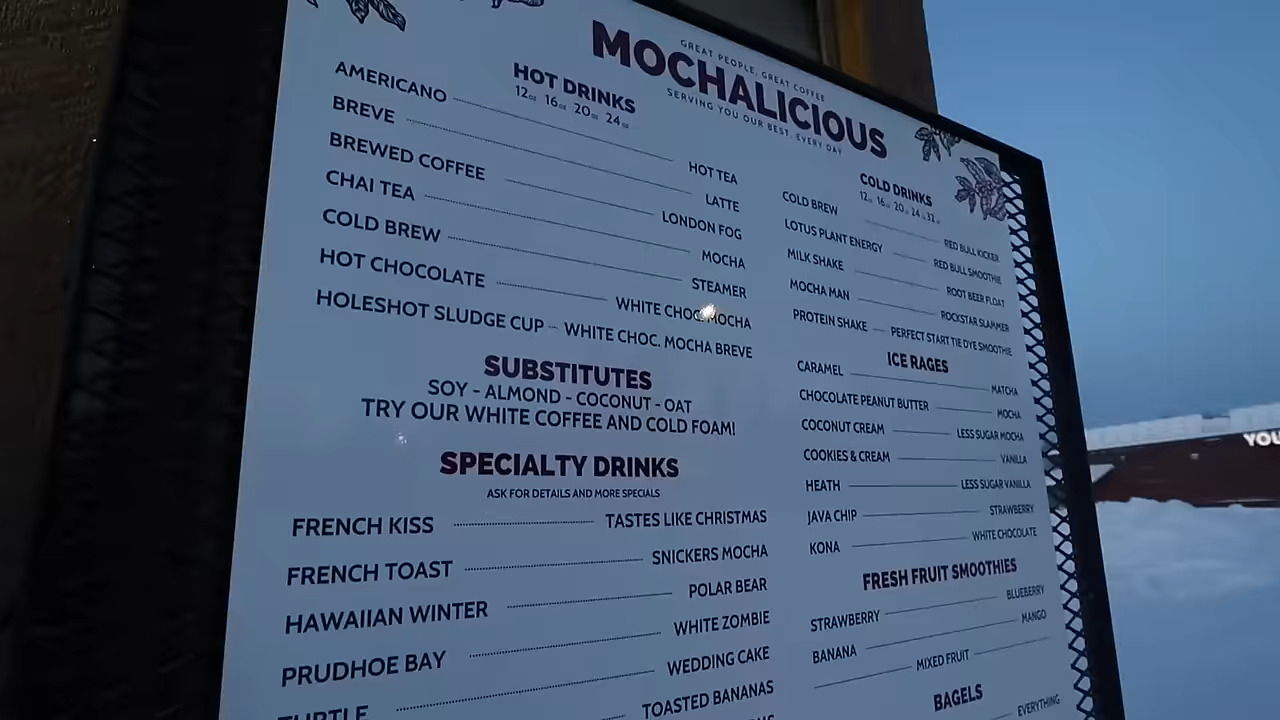 GREAT PEOPLE, GREAT COFFEE
MOCHALICIOUS
SERVING YOU OUR BEST, EVERY DAY
HOT DRINKS
12oz 16oz 20oz 24oz
AMERICANO HOT TEA
BREVE LATTE
BREWED COFFEE LONDON FOG
CHAI TEA MOCHA
COLD BREW STEAMER
HOT CHOCOLATE WHITE CHOC. MOCHA
HOLESHOT SLUDGE CUP WHITE CHOC. MOCHA BREVE
SUBSTITUTES
SOY - ALMOND - COCONUT - OAT
TRY OUR WHITE COFFEE AND COLD FOAM!
SPECIALTY DRINKS
ASK FOR DETAILS AND MORE SPECIALS
FRENCH KISS TASTES LIKE CHRISTMAS
FRENCH TOAST SNICKERS MOCHA
HAWAIIAN WINTER POLAR BEAR
PRUDHOE BAY WHITE ZOMBIE
TURTLE WEDDING CAKE
TOASTED BANANAS
COLD DRINKS
12oz 16oz 20oz 24oz 32oz
COLD BREW RED BULL KICKER
LOTUS PLANT ENERGY RED BULL SMOOTHIE
MILK SHAKE ROOT BEER FLOAT
MOCHA MAN ROCKSTAR SLAMMER
PROTEIN SHAKE PERFECT START TIE DYE SMOOTHIE
ICE RAGES
CARAMEL MATCHA
CHOCOLATE PEANUT BUTTER MOCHA
COCONUT CREAM LESS SUGAR MOCHA
COOKIES & CREAM VANILLA
HEATH LESS SUGAR VANILLA
JAVA CHIP STRAWBERRY
KONA WHITE CHOCOLATE
FRESH FRUIT SMOOTHIES
STRAWBERRY BLUEBERRY
BANANA MANGO
MIXED FRUIT
BAGELS
EVERYTHING
YOU